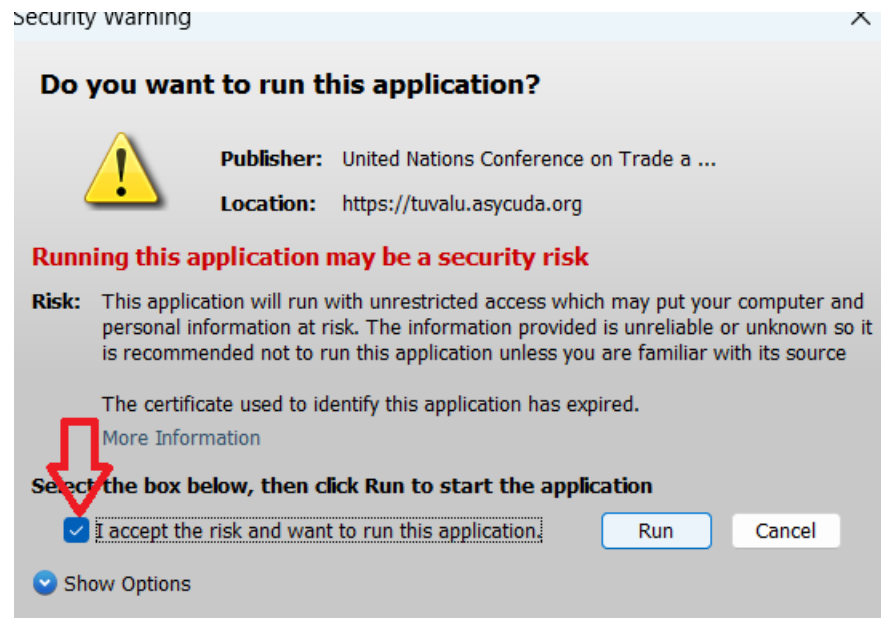 Security Warning
Do you want to run this application?
Publisher: United Nations Conference on Trade a ...
Location: https://tuvalu.asycuda.org
Running this application may be a security risk
Risk: This application will run with unrestricted access which may put your computer and
personal information at risk. The information provided is unreliable or unknown so it
is recommended not to run this application unless you are familiar with its source
The certificate used to identify this application has expired.
More Information
Select the box below, then click Run to start the application
I accept the risk and want to run this application. Run Cancel
Show Options